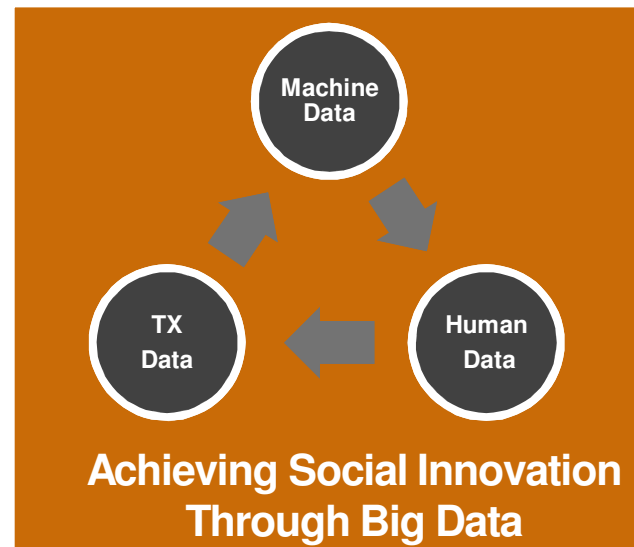 Machine
Data
TX
Data
Human
Data
Achieving Social Innovation
Through Big Data